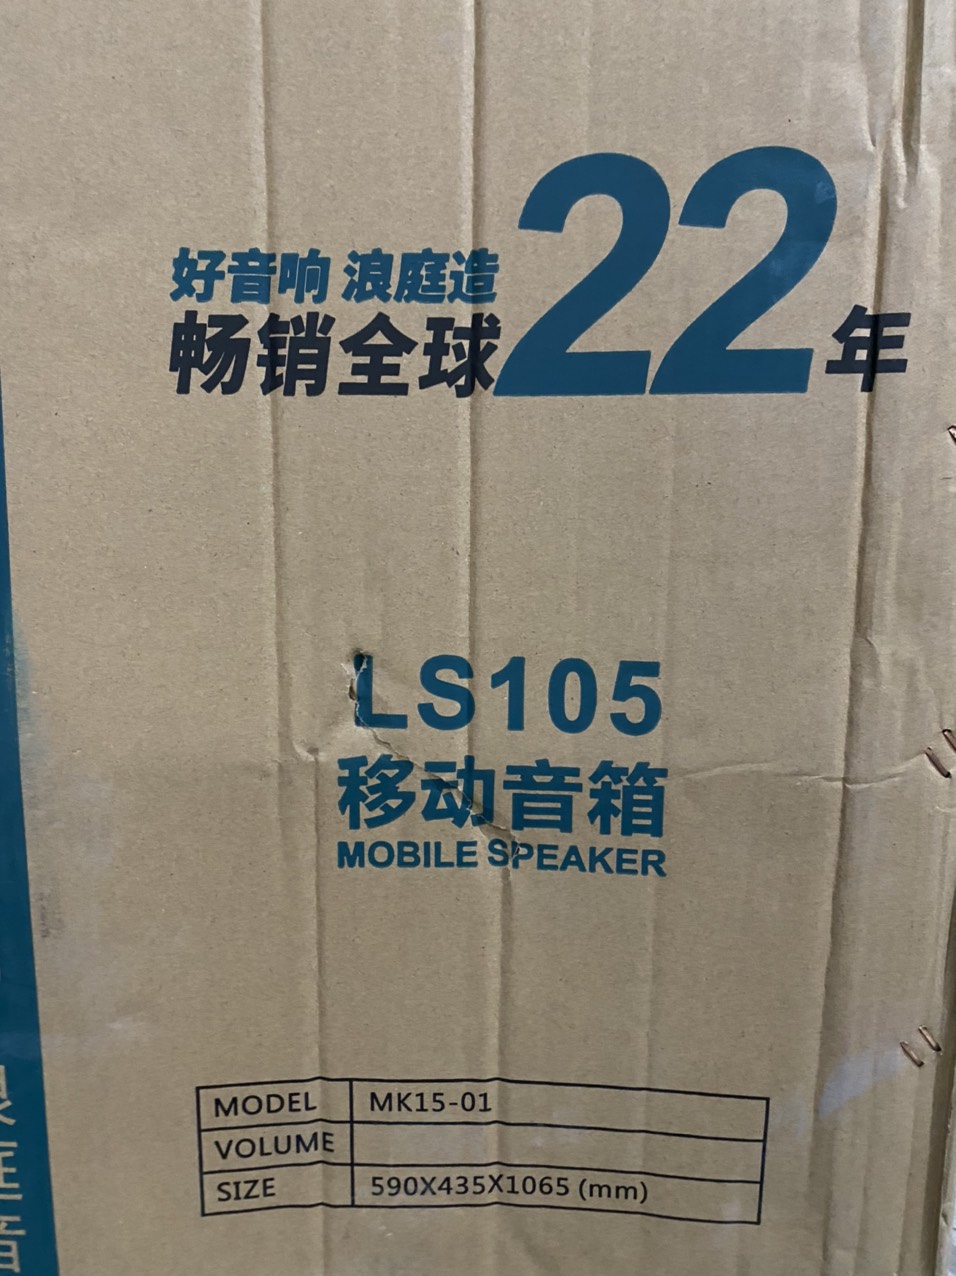 好音响 浪庭造
畅销全球22年
LS105
移动音箱
MOBILE SPEAKER
MODEL MK15-01
VOLUME
SIZE 590X435X1065 (mm)